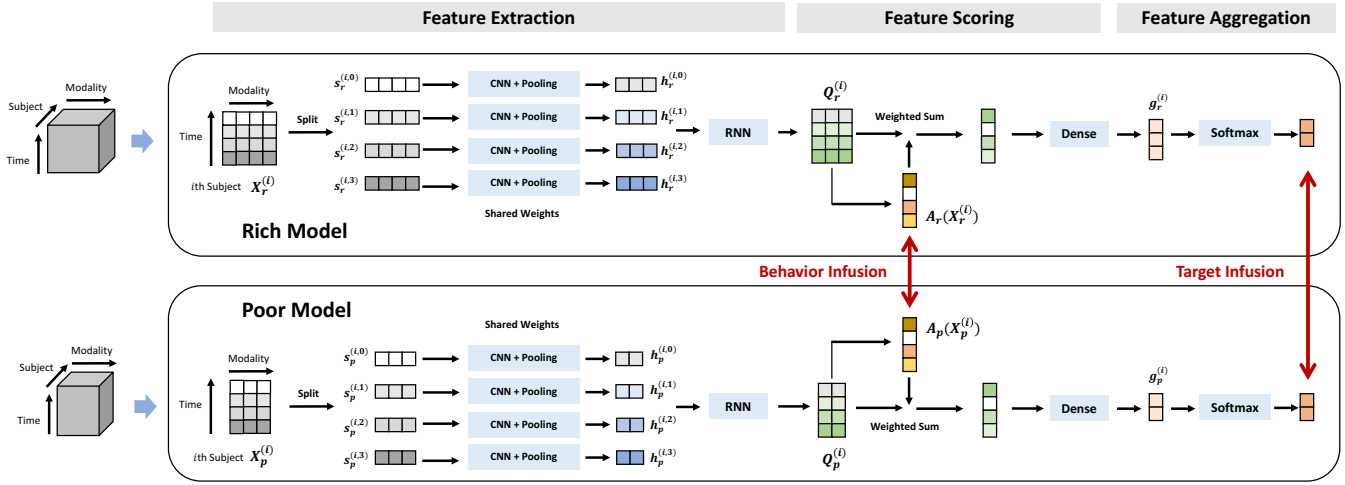 Feature Extraction
Feature Scoring
Feature Aggregation
Modality
Subject
Time
Modality
Time
Split
ith Subject X_r^{(i)}
s_r^{(i,0)}
s_r^{(i,1)}
s_r^{(i,2)}
s_r^{(i,3)}
CNN + Pooling
CNN + Pooling
CNN + Pooling
CNN + Pooling
Shared Weights
h_r^{(i,0)}
h_r^{(i,1)}
h_r^{(i,2)}
h_r^{(i,3)}
RNN
Q_r^{(i)}
Weighted Sum
A_r(X_r^{(i)})
Dense
g_r^{(i)}
Softmax
Rich Model
Behavior Infusion
Target Infusion
Poor Model
Modality
Subject
Time
Modality
Time
Split
ith Subject X_p^{(i)}
Shared Weights
s_p^{(i,0)}
s_p^{(i,1)}
s_p^{(i,2)}
s_p^{(i,3)}
CNN + Pooling
CNN + Pooling
CNN + Pooling
CNN + Pooling
h_p^{(i,0)}
h_p^{(i,1)}
h_p^{(i,2)}
h_p^{(i,3)}
RNN
A_p(X_p^{(i)})
Q_p^{(i)}
Weighted Sum
Dense
g_p^{(i)}
Softmax